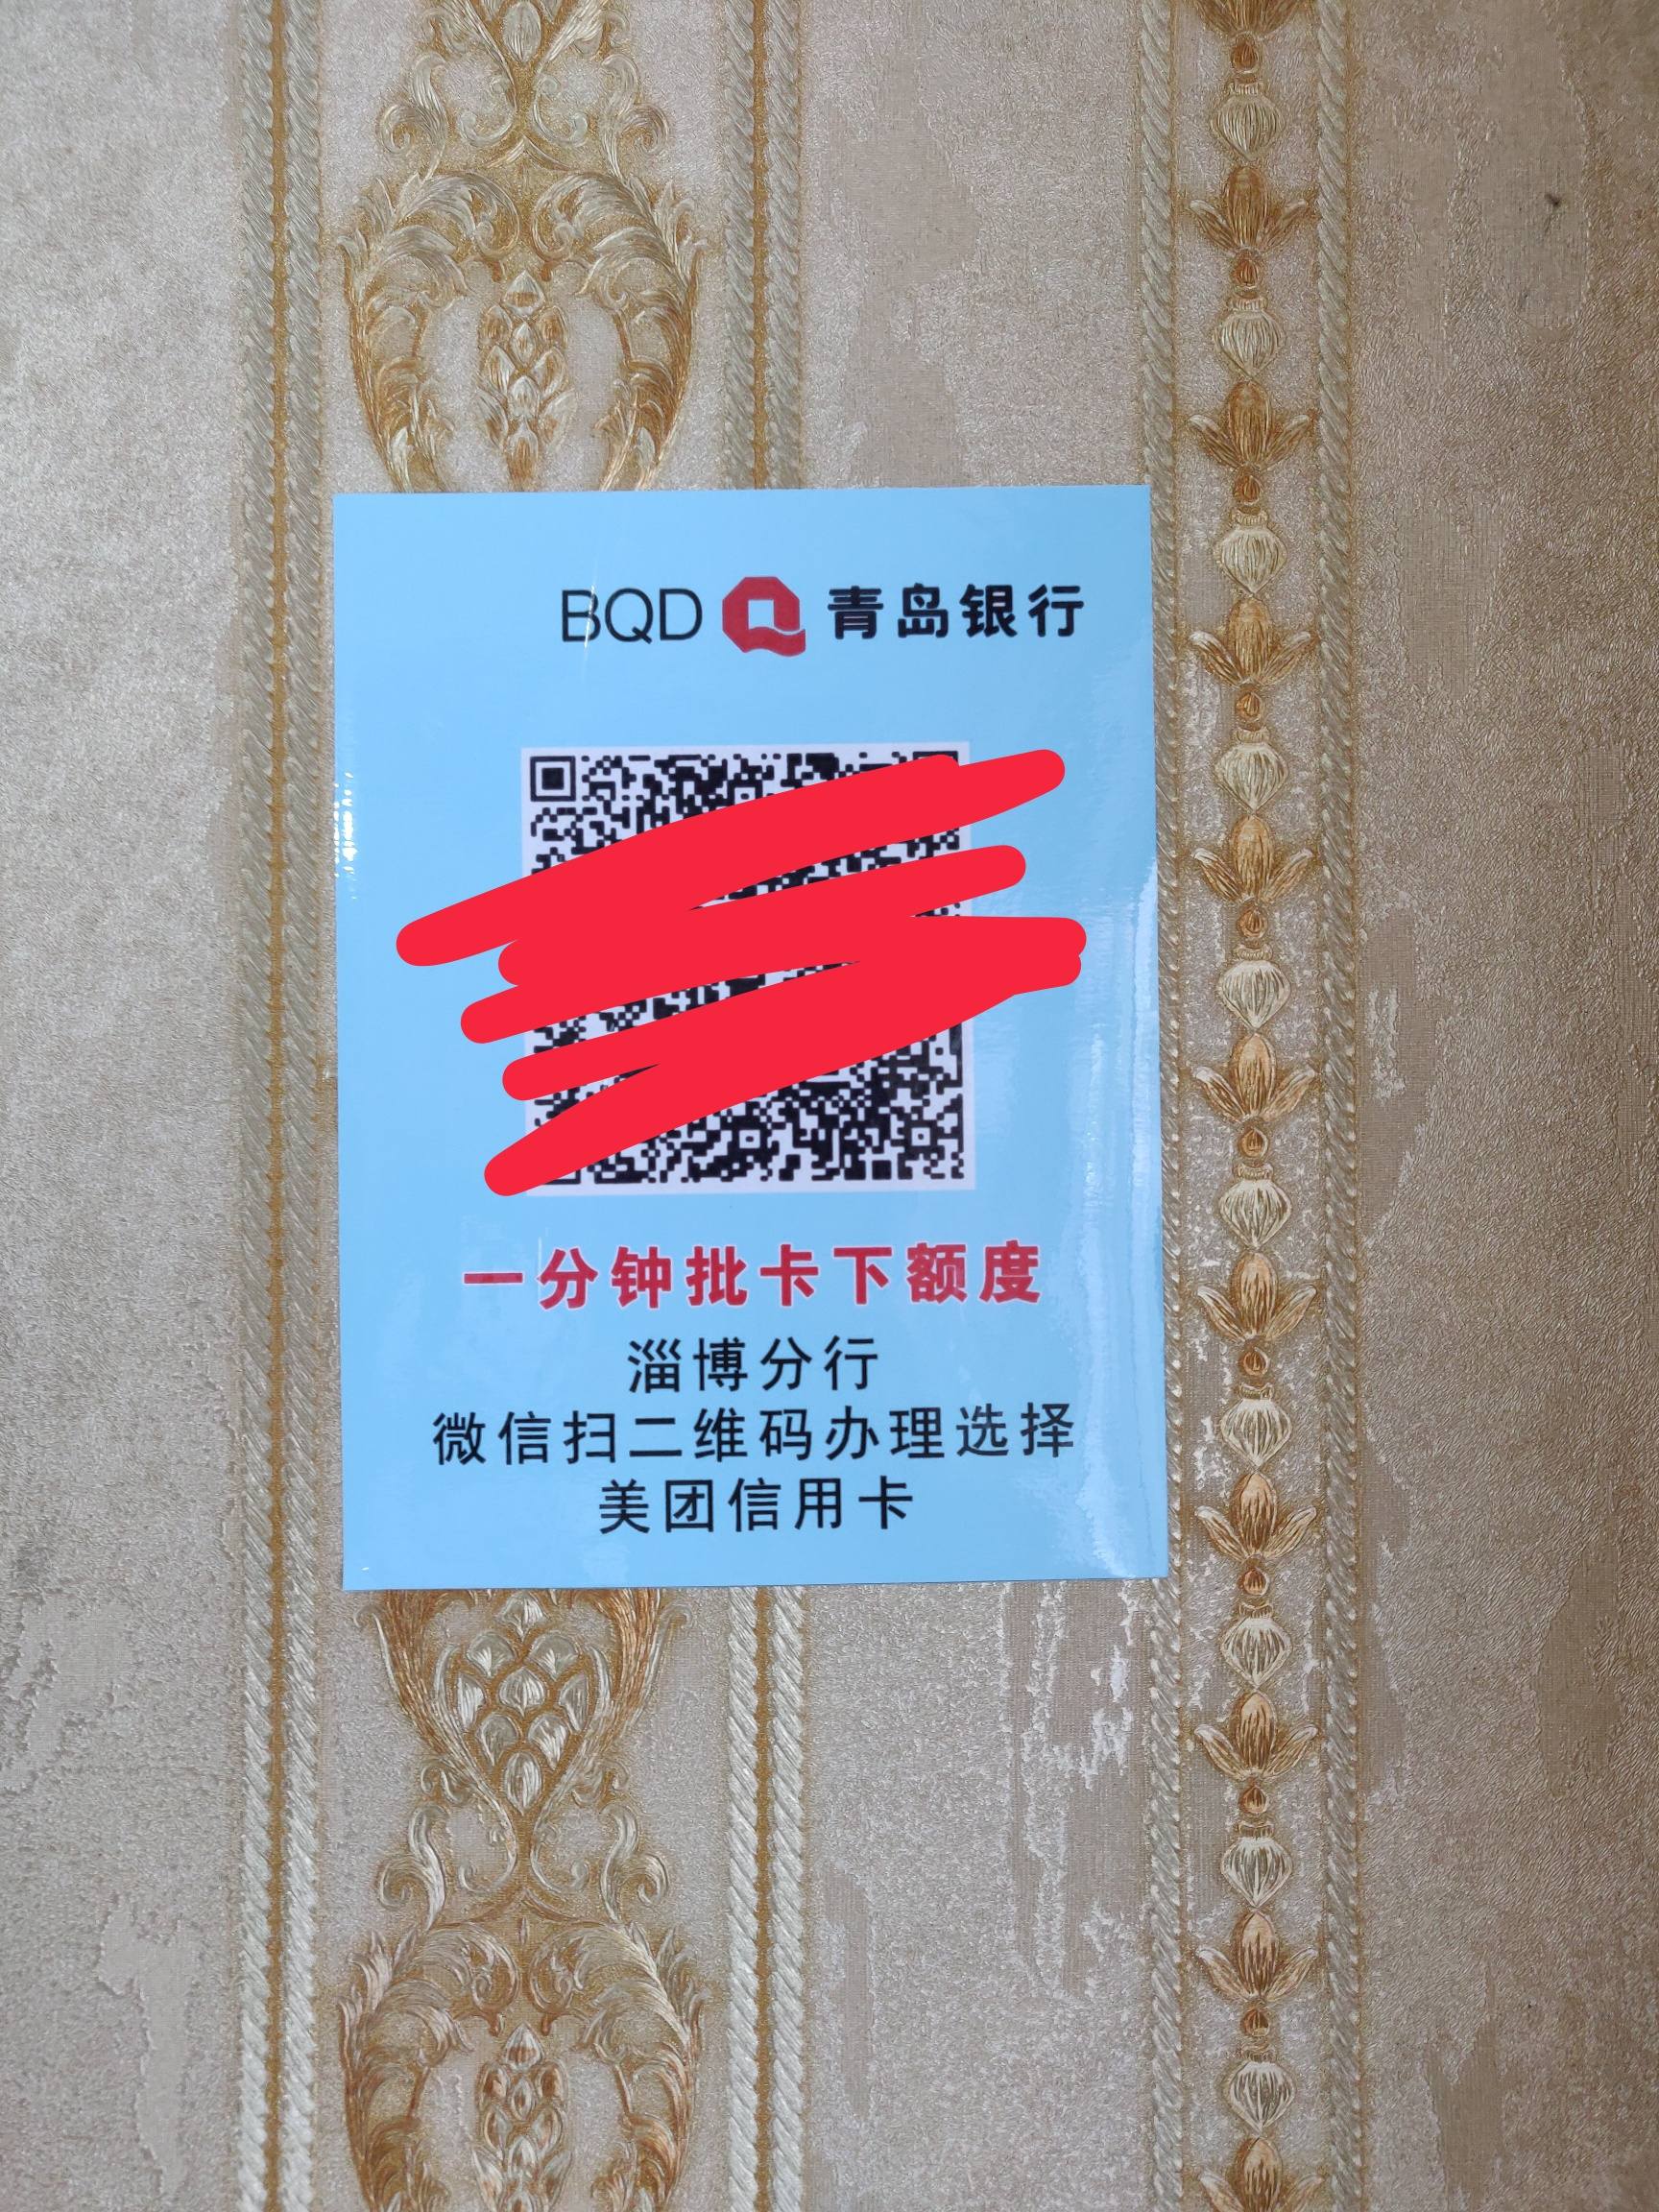 BQD 青岛银行
一分钟批卡下额度
淄博分行
微信扫二维码办理选择
美团信用卡